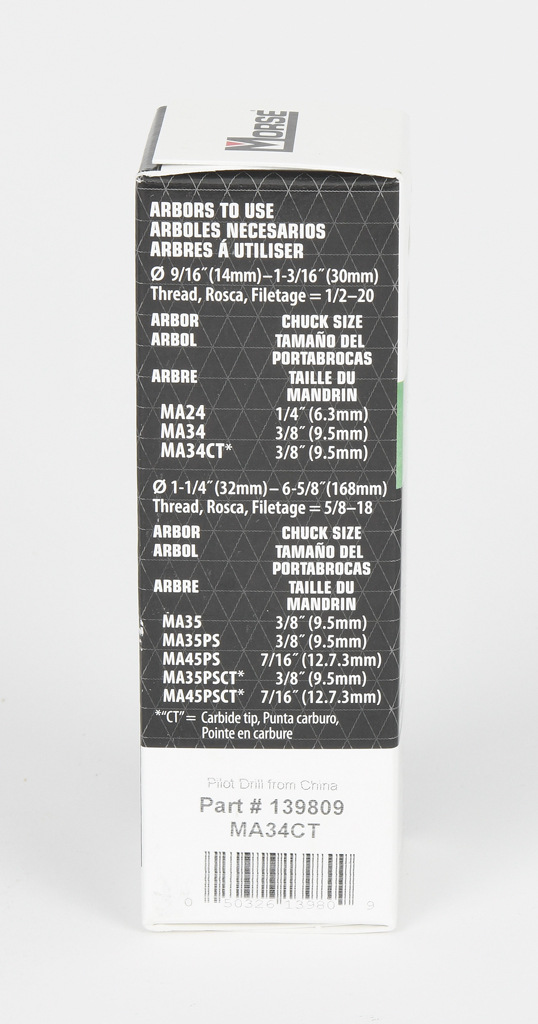 MORSE
ARBORS TO USE
ARBOLES NECESARIOS
ARBRES Á UTILISER
Ø 9/16˝(14mm)–1-3/16˝(30mm)
Thread, Rosca, Filetage = 1/2–20
ARBOR CHUCK SIZE
ARBOL TAMAÑO DEL
PORTABROCAS
ARBRE TAILLE DU
MANDRIN
MA24 1/4˝ (6.3mm)
MA34 3/8˝ (9.5mm)
MA34CT* 3/8˝ (9.5mm)
Ø 1-1/4˝ (32mm)– 6-5/8˝(168mm)
Thread, Rosca, Filetage = 5/8–18
ARBOR CHUCK SIZE
ARBOL TAMAÑO DEL
PORTABROCAS
ARBRE TAILLE DU
MANDRIN
MA35 3/8˝ (9.5mm)
MA35PS 3/8˝ (9.5mm)
MA45PS 7/16˝ (12.7.3mm)
MA35PSCT* 3/8˝ (9.5mm)
MA45PSCT* 7/16˝ (12.7.3mm)
*"CT" = Carbide tip, Punta carburo,
Pointe en carbure
Pilot Drill from China
Part # 139809
MA34CT
0 50326 13980 9